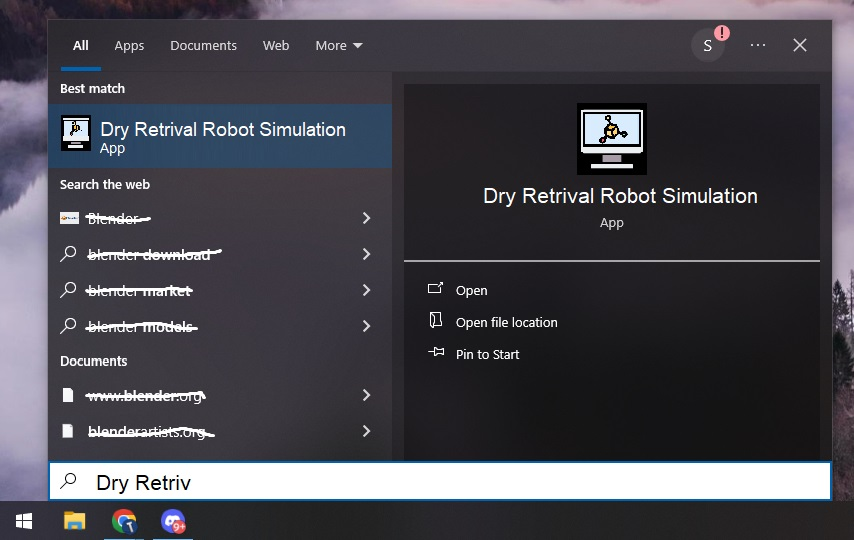 All Apps Documents Web More S !
Best match
Dry Retrival Robot Simulation
App
Search the web
Blender
blender download
blender market
blender models
Documents
www.blender.org
blenderartists.org
Dry Retrival Robot Simulation
App
Open
Open file location
Pin to Start
Dry Retriv
T 9+